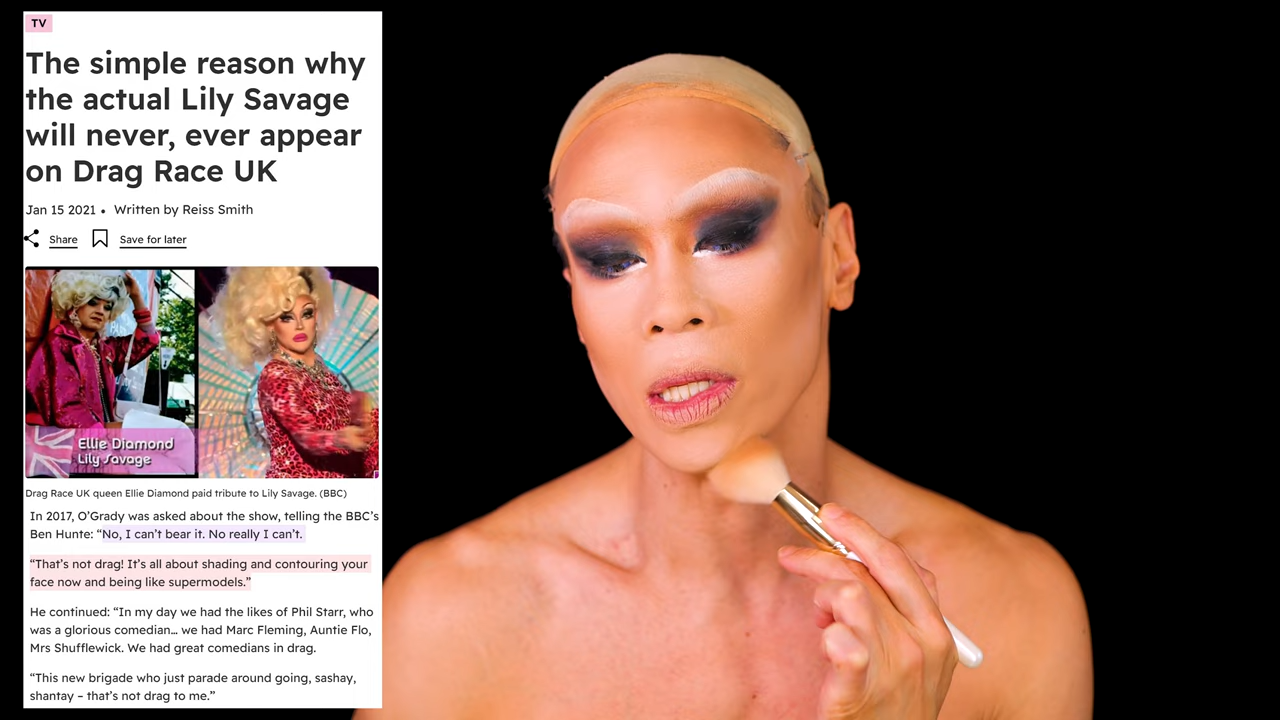 TV
The simple reason why
the actual Lily Savage
will never, ever appear
on Drag Race UK
Jan 15 2021 • Written by Reiss Smith
Share Save for later
Ellie Diamond
Lily Savage
Drag Race UK queen Ellie Diamond paid tribute to Lily Savage. (BBC)
In 2017, O’Grady was asked about the show, telling the BBC’s
Ben Hunte: “No, I can’t bear it. No really I can’t.
“That’s not drag! It’s all about shading and contouring your
face now and being like supermodels.”
He continued: “In my day we had the likes of Phil Starr, who
was a glorious comedian… we had Marc Fleming, Auntie Flo,
Mrs Shufflewick. We had great comedians in drag.
“This new brigade who just parade around going, sashay,
shantay – that’s not drag to me.”